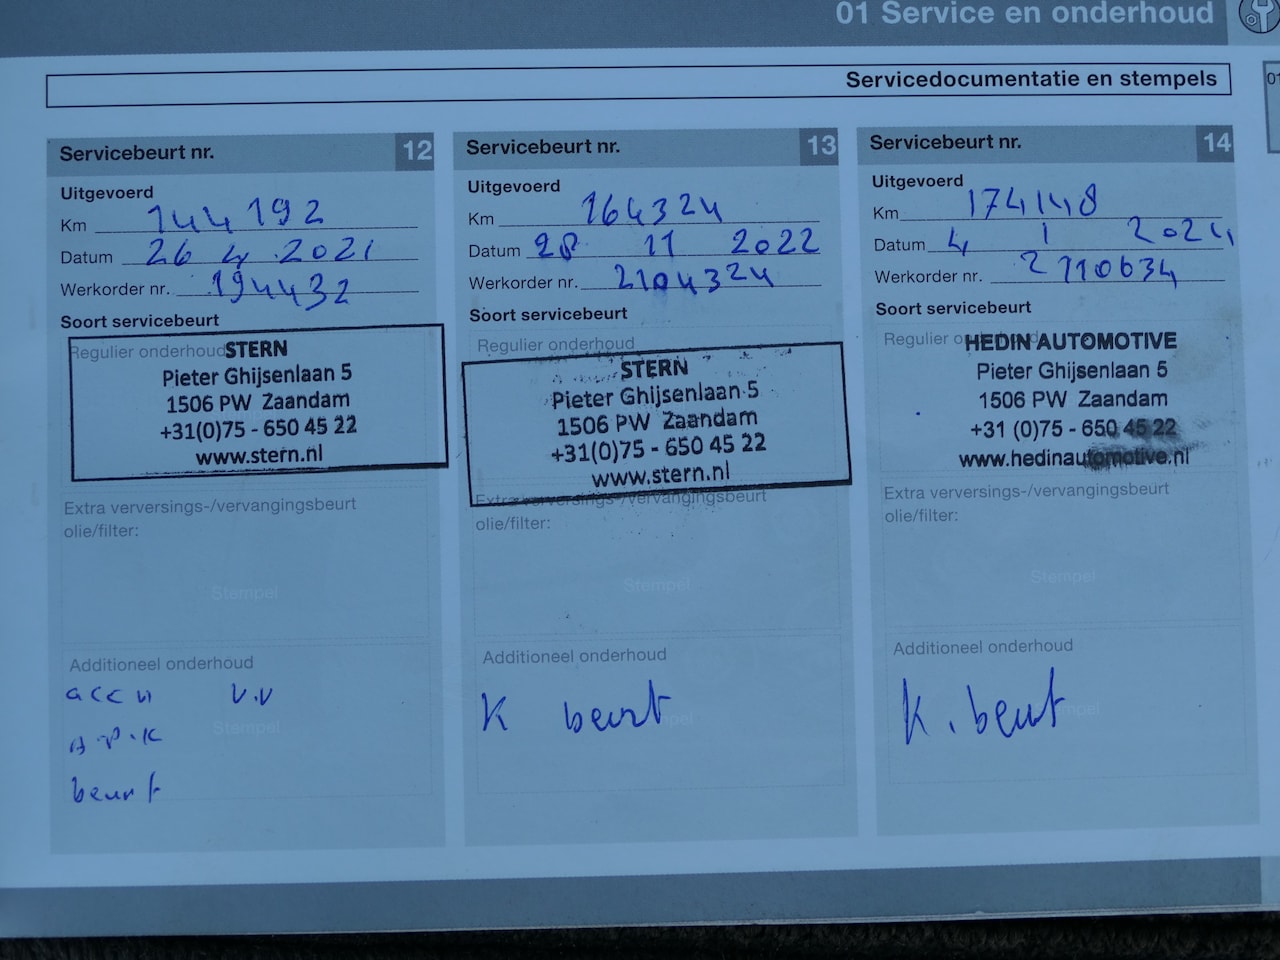 01 Service en onderhoud
01
Servicedocumentatie en stempels
Servicebeurt nr. 12
Uitgevoerd
Km 144192
Datum 26 4 2021
Werkorder nr. 194432
Soort servicebeurt
Regulier onderhoud
STERN
Pieter Ghijsenlaan 5
1506 PW Zaandam
+31(0)75 - 650 45 22
www.stern.nl
Extra verversings-/vervangingsbeurt
olie/filter:
Stempel
Additioneel onderhoud
accu v.v
Stempel
A.P.K
beurt
Servicebeurt nr. 13
Uitgevoerd
Km 164324
Datum 28 11 2022
Werkorder nr. 2104324
Soort servicebeurt
Regulier onderhoud
STERN
Pieter Ghijsenlaan 5
1506 PW Zaandam
+31(0)75 - 650 45 22
www.stern.nl
Extra verversings-/vervangingsbeurt
olie/filter:
Stempel
Additioneel onderhoud
K beurt
Servicebeurt nr. 14
Uitgevoerd
Km 174148
Datum 4 1 2024
Werkorder nr. 2710634
Soort servicebeurt
Regulier
HEDIN AUTOMOTIVE
Pieter Ghijsenlaan 5
1506 PW Zaandam
+31 (0)75 - 650 45 22
www.hedinautomotive.nl
Extra verversings-/vervangingsbeurt
olie/filter:
Stempel
Additioneel onderhoud
K. beurt